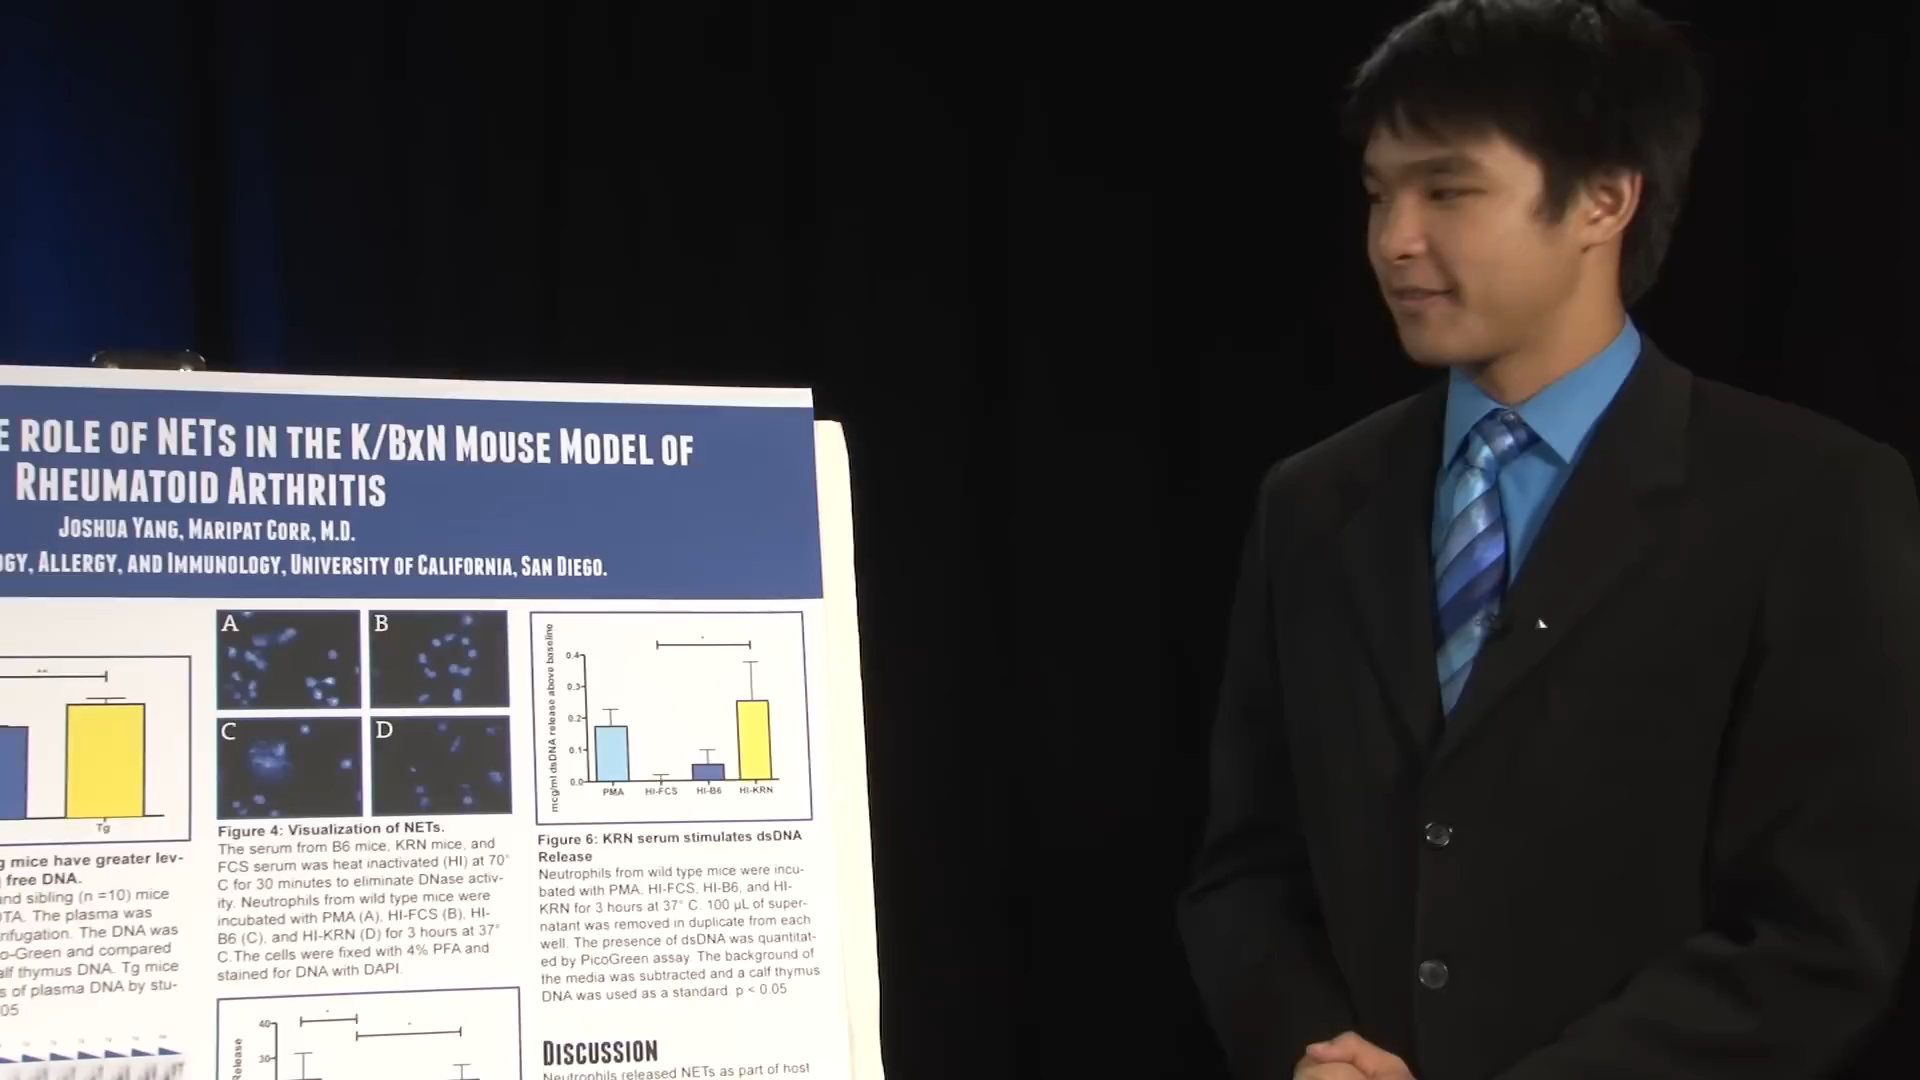 E ROLE OF NETS IN THE K/BXN MOUSE MODEL OF
RHEUMATOID ARTHRITIS
JOSHUA YANG, MARIPAT CORR, M.D.
OGY, ALLERGY, AND IMMUNOLOGY, UNIVERSITY OF CALIFORNIA, SAN DIEGO.
Tg
g mice have greater lev-
free DNA.
and sibling (n =10) mice
DTA. The plasma was
rifugation. The DNA was
o-Green and compared
alf thymus DNA. Tg mice
s of plasma DNA by stu-
05
A
B
C
D
Figure 4: Visualization of NETs.
The serum from B6 mice, KRN mice, and
FCS serum was heat inactivated (HI) at 70°
C for 30 minutes to eliminate DNase activ-
ity. Neutrophils from wild type mice were
incubated with PMA (A), HI-FCS (B), HI-
B6 (C), and HI-KRN (D) for 3 hours at 37°
C.The cells were fixed with 4% PFA and
stained for DNA with DAPI.
Release
40
30
mcg/ml dsDNA release above baseline
0.4
0.3
0.2
0.1
0.0
PMA HI-FCS HI-B6 HI-KRN
Figure 6: KRN serum stimulates dsDNA
Release
Neutrophils from wild type mice were incu-
bated with PMA, HI-FCS, HI-B6, and HI-
KRN for 3 hours at 37° C. 100 µL of super-
natant was removed in duplicate from each
well. The presence of dsDNA was quantitat-
ed by PicoGreen assay. The background of
the media was subtracted and a calf thymus
DNA was used as a standard. p < 0.05
DISCUSSION
Neutrophils released NETs as part of host